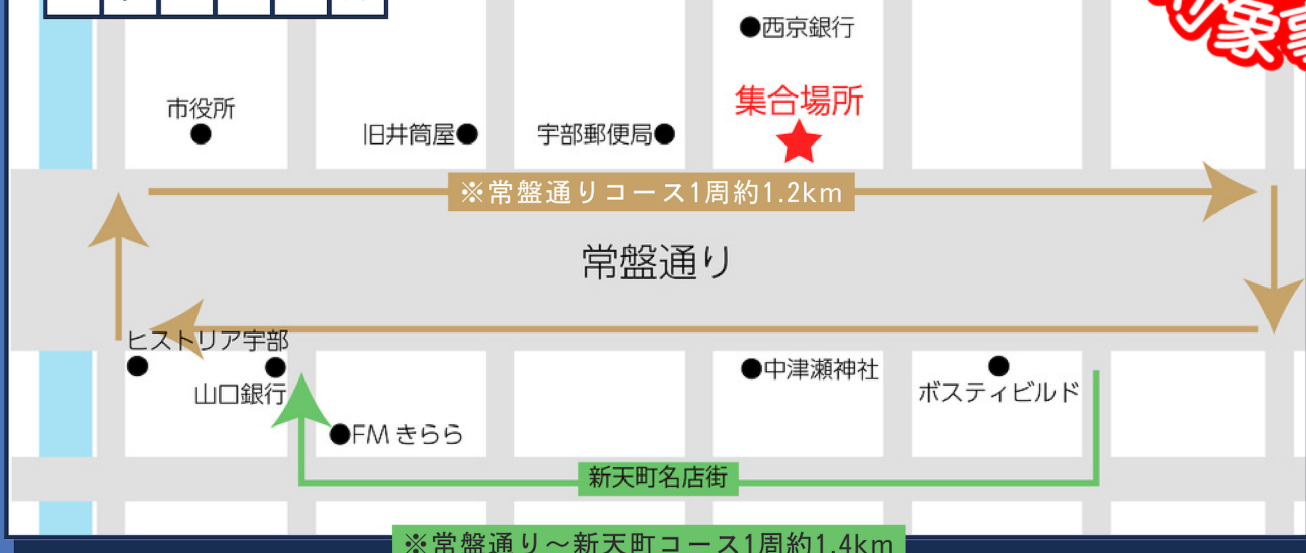 ●西京銀行
集合場所
市役所
旧井筒屋●
宇部郵便局●
※常盤通りコース1周約1.2km
常盤通り
ヒストリア宇部
山口銀行
●中津瀬神社
ボスティビルド
●FMきらら
新天町名店街
※常盤通り～新天町コース1周約1.4km